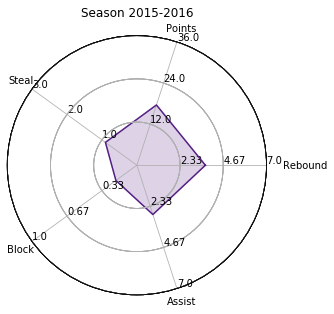 Season 2015-2016
Points
36.0
24.0
12.0
Steal
3.0
2.0
1.0
2.33
4.67
7.0
Rebound
0.33
0.67
1.0
Block
2.33
4.67
7.0
Assist